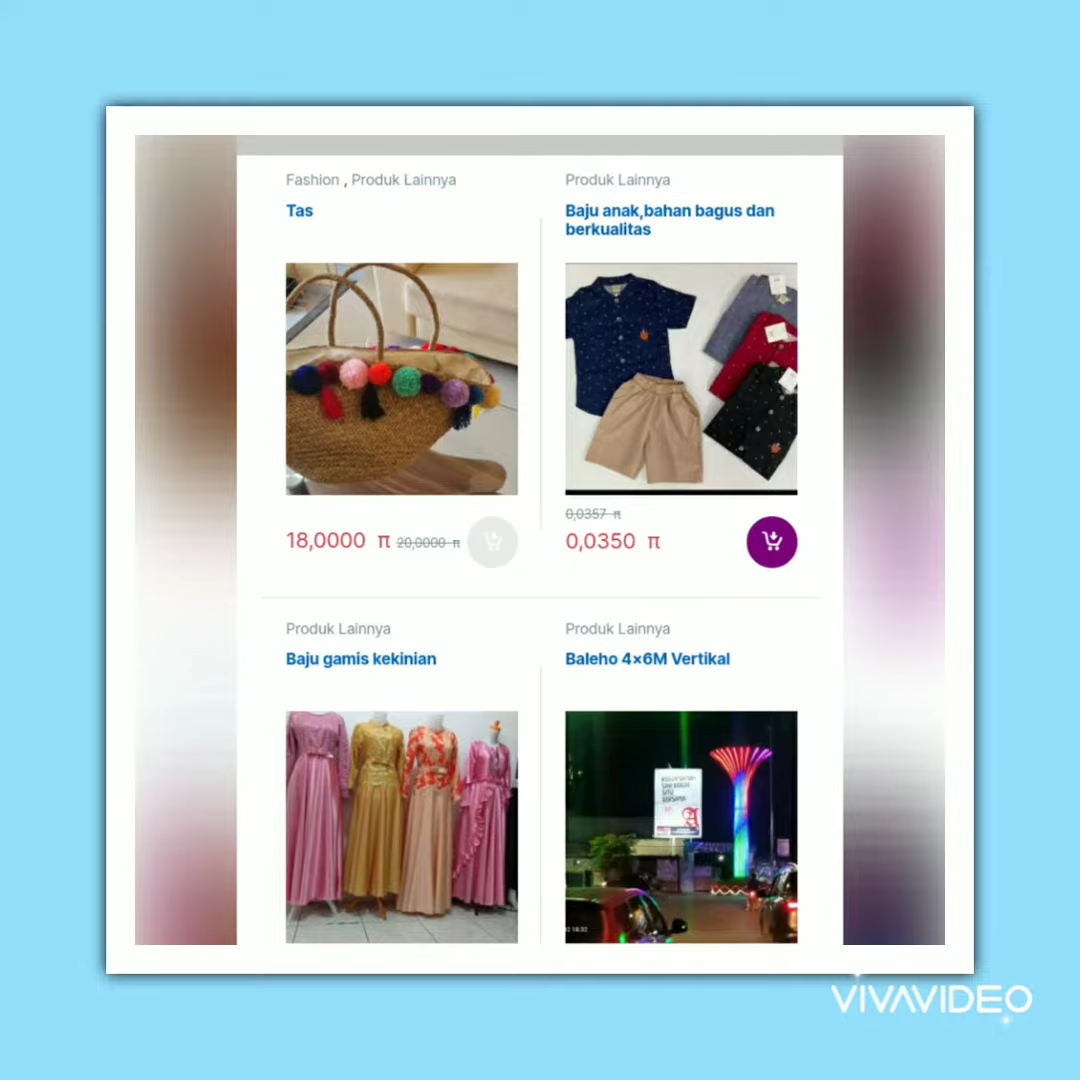 Fashion , Produk Lainnya
Tas
18,0000 π 20,0000 π
Produk Lainnya
Baju anak,bahan bagus dan
berkualitas
0,0357 π
0,0350 π
Produk Lainnya
Baju gamis kekinian
Produk Lainnya
Baleho 4×6M Vertikal
VIVAVIDEO